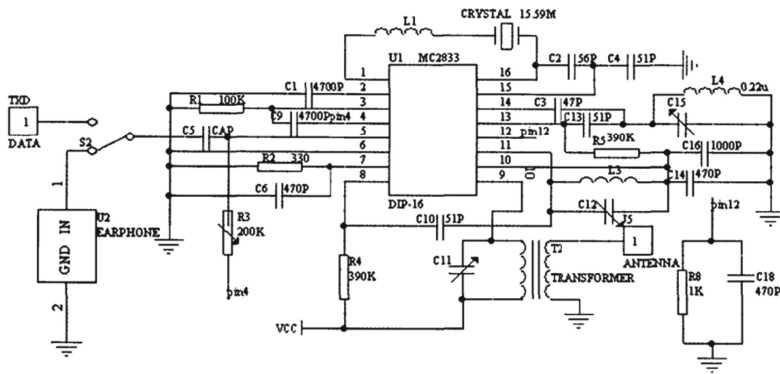 CRYSTAL 15.59M
L1
U1 MC2833
C2 56P
C4 51P
L4
0.22u
C1 4700P
R1 100K
C9 4700P pin4
TXD
1
DATA
S2
C5 CAP
R2 330
C6 470P
1
2
3
4
5
6
7
8
16
15
14
13
12
11
10
9
DIP-16
C3 47P
C13 51P
C15
pin12
R5 390K
C16 1000P
L3
C14 470P
10
C12
pin12
1
U2
EARPHONE
GND IN
2
R3
200K
pin4
C10 51P
R4
390K
C11
T2
TRANSFORMER
J5
1
ANTENNA
R8
1K
C18
470P
VCC